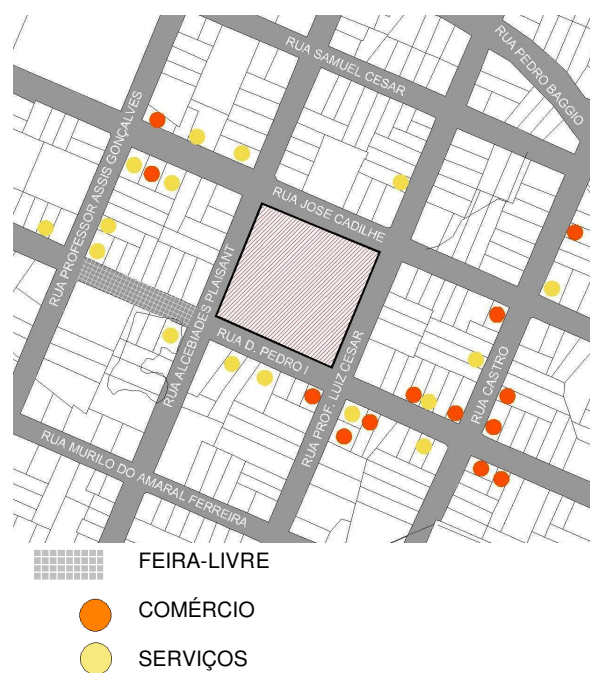 RUA SAMUEL CESAR
RUA PEDRO BAGGIO
RUA PROFESSOR ASSIS GONÇALVES
RUA JOSE CADILHE
RUA ALCEBIADES PLAISANT
RUA D. PEDRO I
RUA PROF. LUIZ CESAR
RUA CASTRO
RUA MURILO DO AMARAL FERREIRA
FEIRA-LIVRE
COMÉRCIO
SERVIÇOS